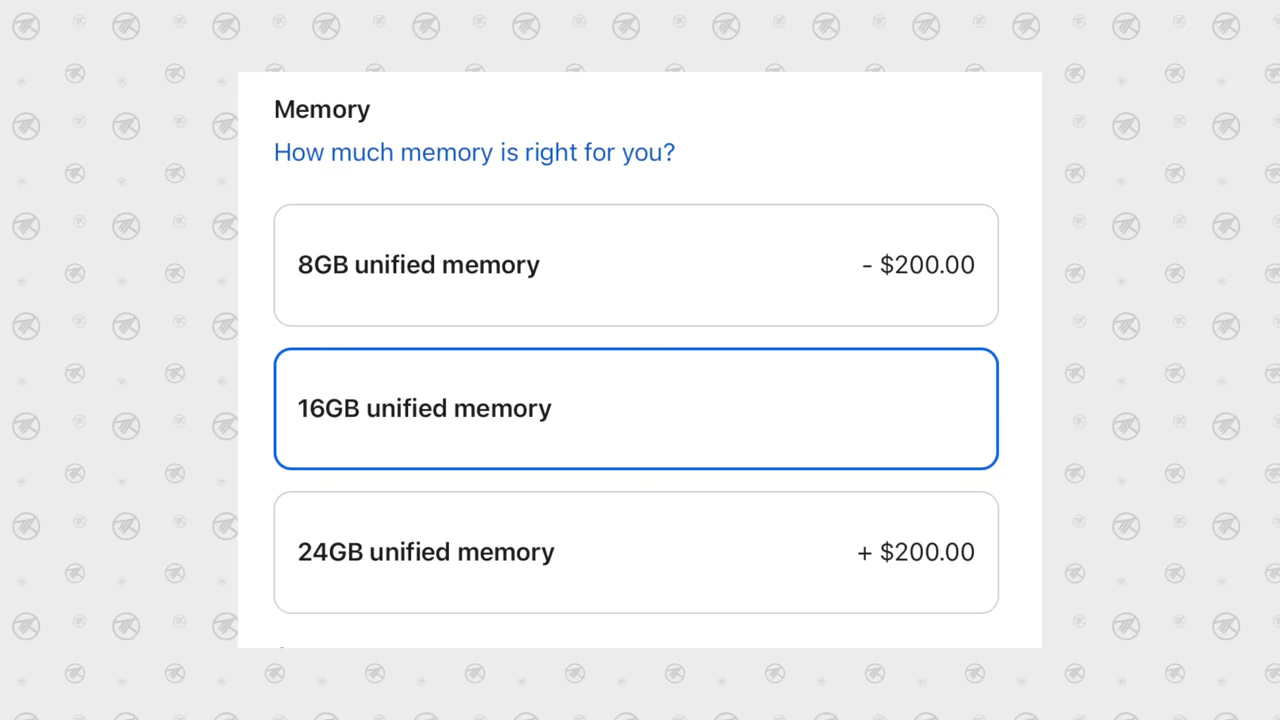 Memory
How much memory is right for you?
8GB unified memory - $200.00
16GB unified memory
24GB unified memory + $200.00